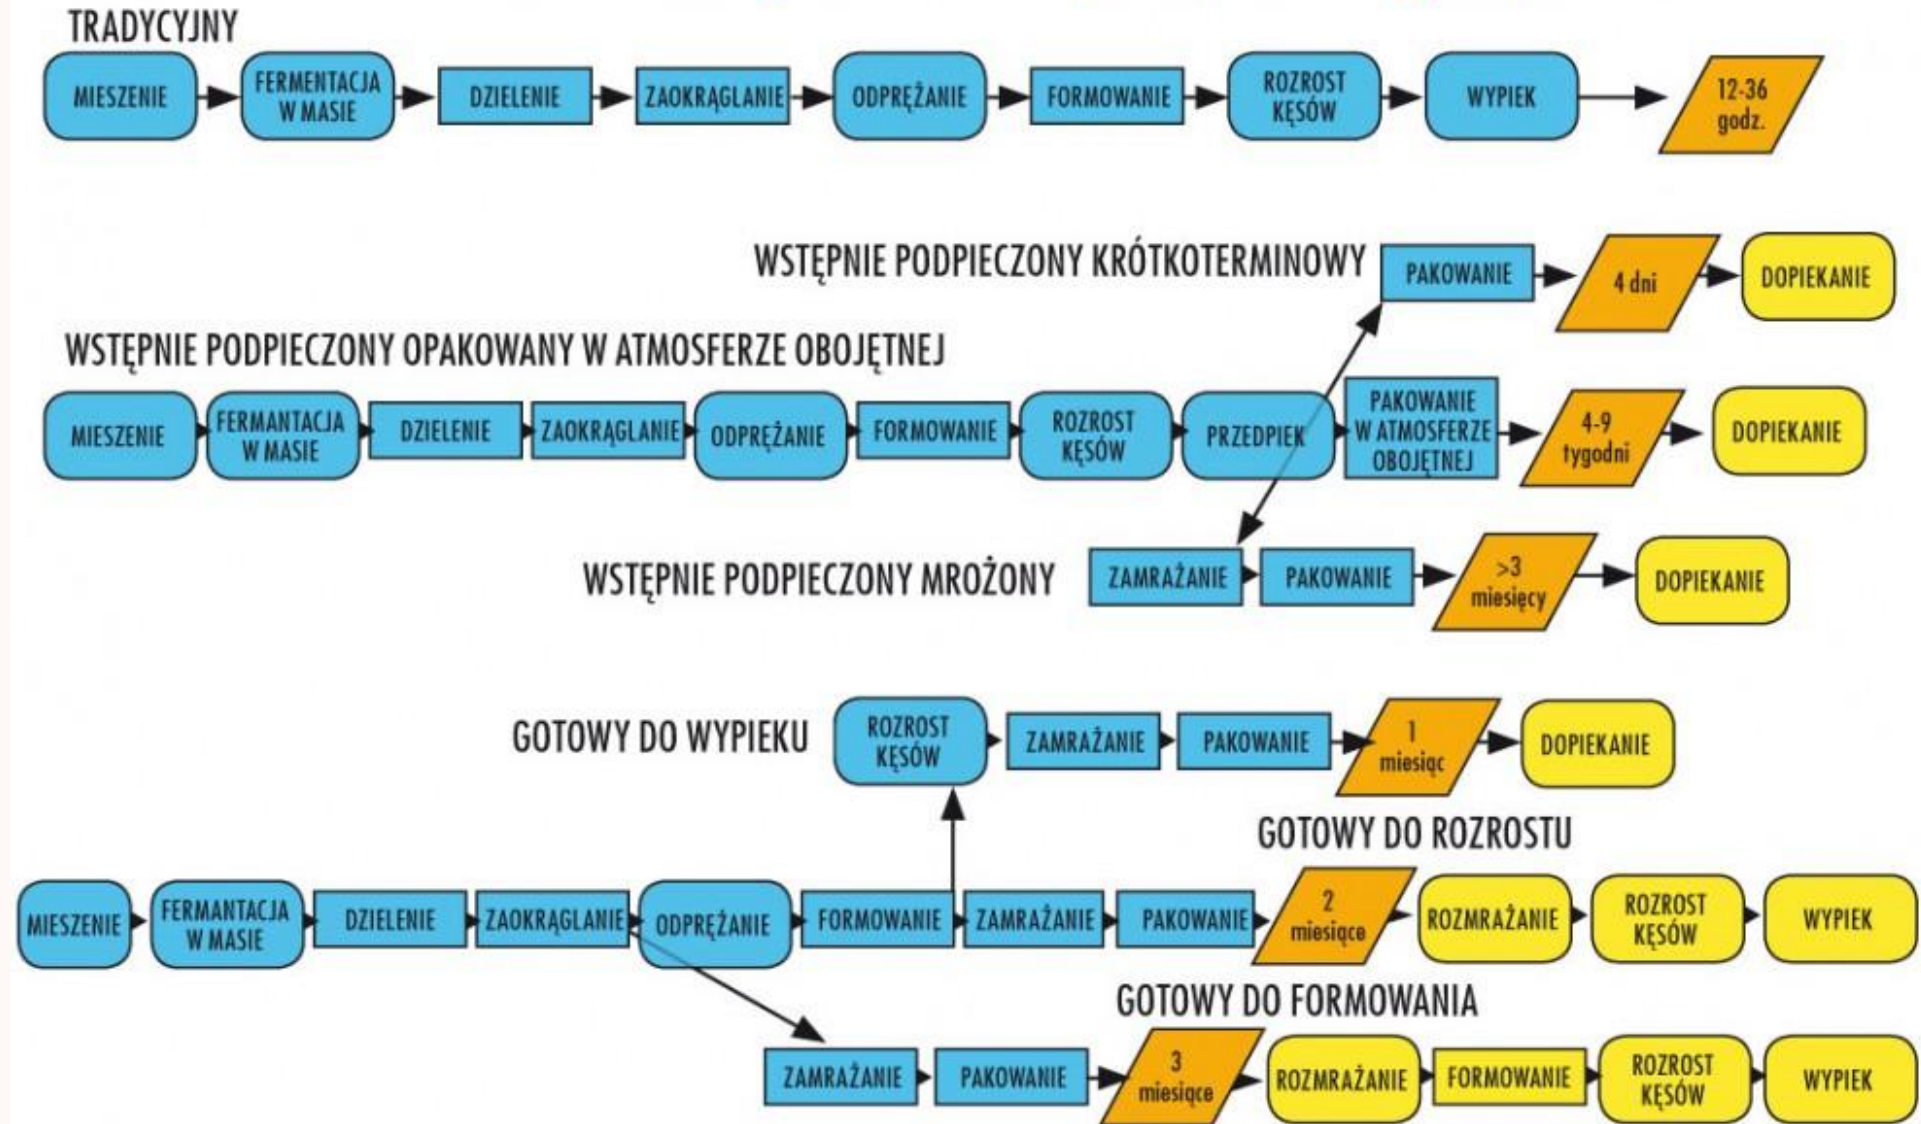 TRADYCYJNY
MIESZENIE
FERMENTACJA
W MASIE
DZIELENIE
ZAOKRĄGLANIE
ODPRĘŻANIE
FORMOWANIE
ROZROST
KĘSÓW
WYPIEK
12-36
godz.
WSTĘPNIE PODPIECZONY KRÓTKOTERMINOWY
PAKOWANIE
4 dni
DOPIEKANIE
WSTĘPNIE PODPIECZONY OPAKOWANY W ATMOSFERZE OBOJĘTNEJ
MIESZENIE
FERMANTACJA
W MASIE
DZIELENIE
ZAOKRĄGLANIE
ODPRĘŻANIE
FORMOWANIE
ROZROST
KĘSÓW
PRZEDPIEK
PAKOWANIE
W ATMOSFERZE
OBOJĘTNEJ
4-9
tygodni
DOPIEKANIE
WSTĘPNIE PODPIECZONY MROŻONY
ZAMRAŻANIE
PAKOWANIE
>3
miesięcy
DOPIEKANIE
GOTOWY DO WYPIEKU
ROZROST
KĘSÓW
ZAMRAŻANIE
PAKOWANIE
1
miesiąc
DOPIEKANIE
GOTOWY DO ROZROSTU
MIESZENIE
FERMANTACJA
W MASIE
DZIELENIE
ZAOKRĄGLANIE
ODPRĘŻANIE
FORMOWANIE
ZAMRAŻANIE
PAKOWANIE
2
miesiące
ROZMRAŻANIE
ROZROST
KĘSÓW
WYPIEK
GOTOWY DO FORMOWANIA
ZAMRAŻANIE
PAKOWANIE
3
miesiące
ROZMRAŻANIE
FORMOWANIE
ROZROST
KĘSÓW
WYPIEK